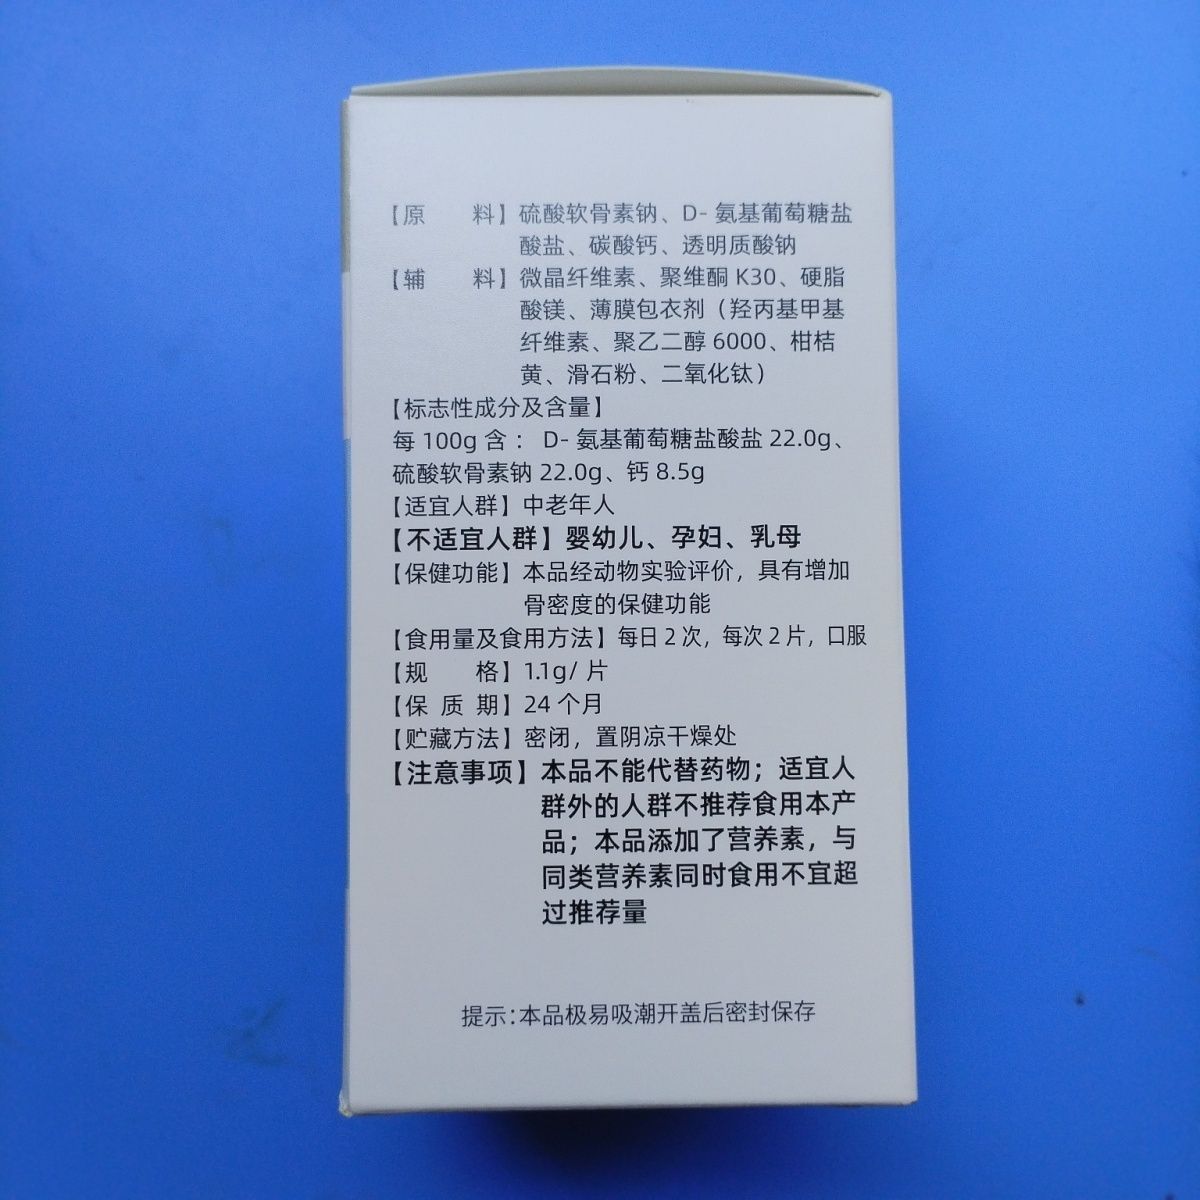 【原　　料】硫酸软骨素钠、D- 氨基葡萄糖盐
酸盐、碳酸钙、透明质酸钠
【辅　　料】微晶纤维素、聚维酮 K30、硬脂
酸镁、薄膜包衣剂（羟丙基甲基
纤维素、聚乙二醇 6000、柑桔
黄、滑石粉、二氧化钛）
【标志性成分及含量】
每 100g 含： D- 氨基葡萄糖盐酸盐 22.0g、
硫酸软骨素钠 22.0g、钙 8.5g
【适宜人群】中老年人
【不适宜人群】婴幼儿、孕妇、乳母
【保健功能】本品经动物实验评价，具有增加
骨密度的保健功能
【食用量及食用方法】每日 2 次，每次 2 片，口服
【规　　格】1.1g/ 片
【保 质 期】24 个月
【贮藏方法】密闭，置阴凉干燥处
【注意事项】本品不能代替药物；适宜人
群外的人群不推荐食用本产
品；本品添加了营养素，与
同类营养素同时食用不宜超
过推荐量
提示：本品极易吸潮开盖后密封保存